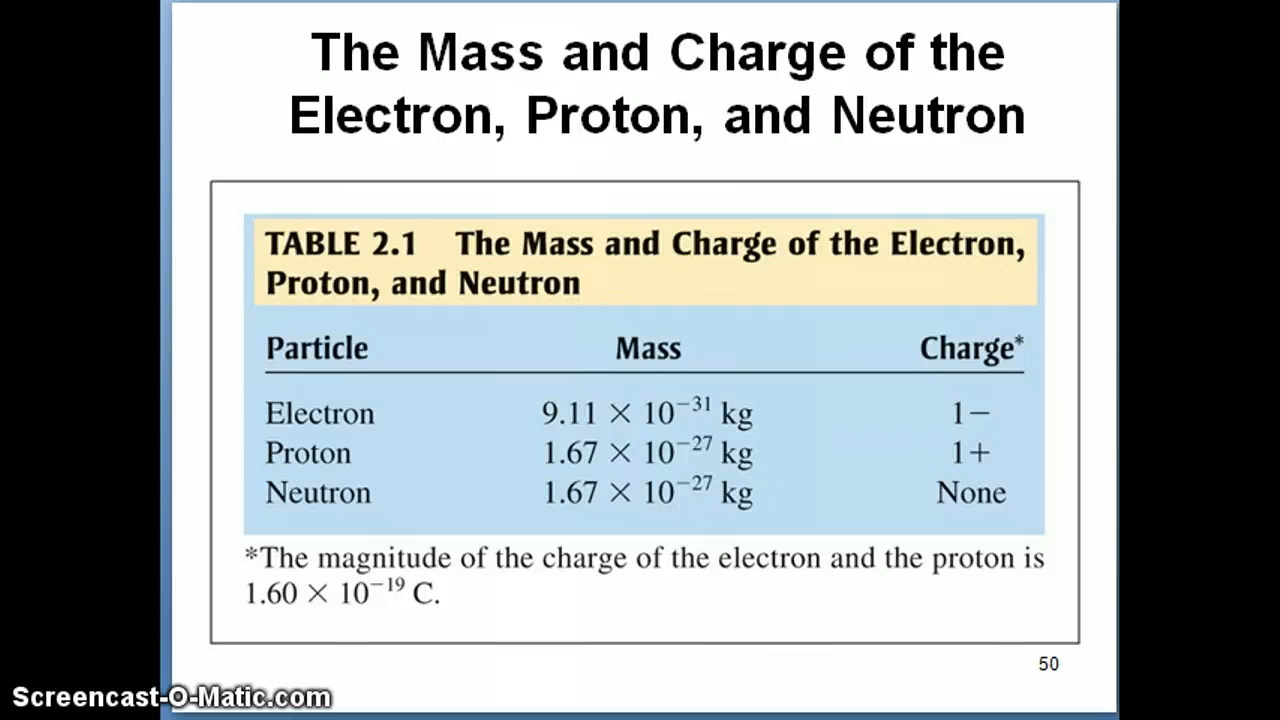 The Mass and Charge of the
Electron, Proton, and Neutron
TABLE 2.1 The Mass and Charge of the Electron,
Proton, and Neutron
Particle Mass Charge*
Electron 9.11 × 10⁻³¹ kg 1−
Proton 1.67 × 10⁻²⁷ kg 1+
Neutron 1.67 × 10⁻²⁷ kg None
*The magnitude of the charge of the electron and the proton is
1.60 × 10⁻¹⁹ C.
50
Screencast-O-Matic.com